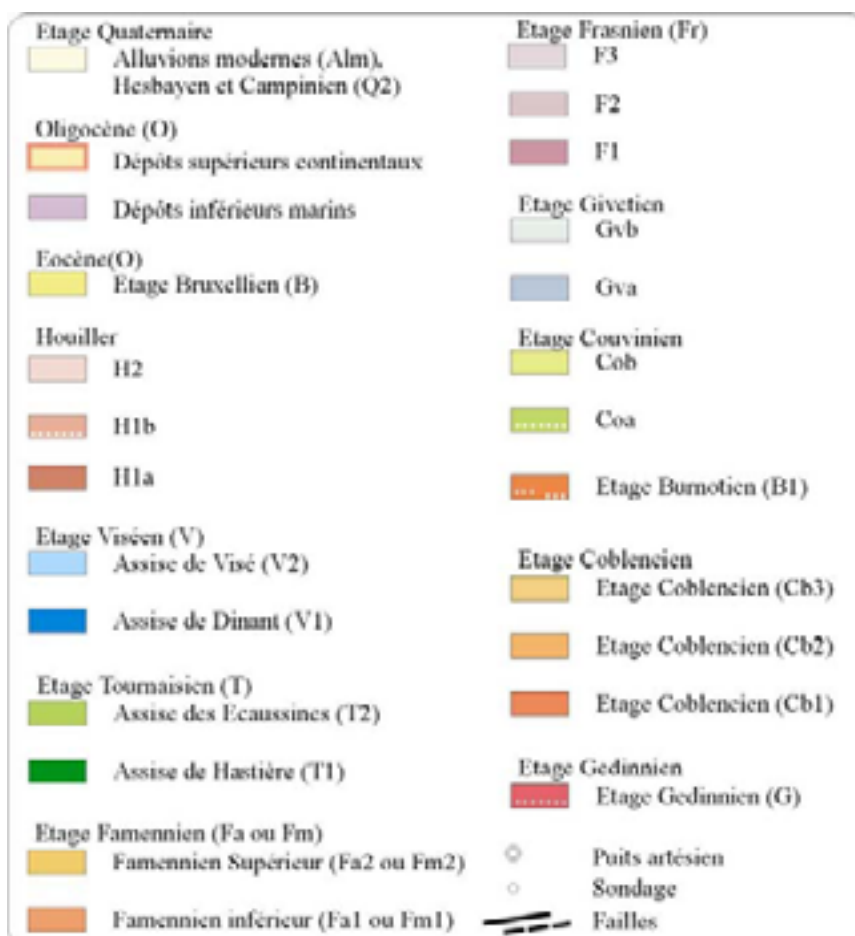 Etage Quaternaire
Alluvions modernes (Alm),
Hesbayen et Campinien (Q2)
Oligocène (O)
Dépôts supérieurs continentaux
Dépôts inférieurs marins
Eocène(O)
Etage Bruxellien (B)
Houiller
H2
H1b
H1a
Etage Viséen (V)
Assise de Visé (V2)
Assise de Dinant (V1)
Etage Tournaisien (T)
Assise des Ecaussines (T2)
Assise de Hastière (T1)
Etage Famennien (Fa ou Fm)
Famennien Supérieur (Fa2 ou Fm2)
Famennien inférieur (Fa1 ou Fm1)
Etage Frasnien (Fr)
F3
F2
F1
Etage Givetien
Gvb
Gva
Etage Couvinien
Cob
Coa
Etage Burnotien (B1)
Etage Coblencien
Etage Coblencien (Cb3)
Etage Coblencien (Cb2)
Etage Coblencien (Cb1)
Etage Gedinnien
Etage Gedinnien (G)
Puits artésien
Sondage
Failles